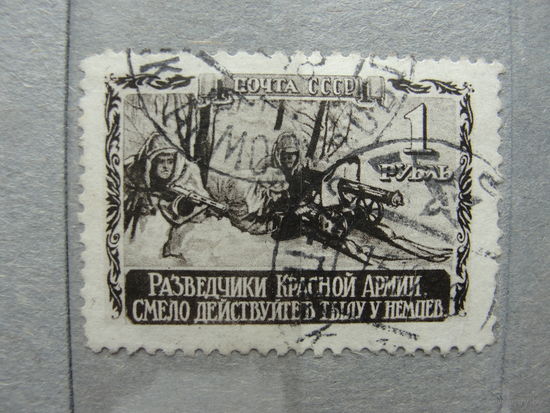 ПОЧТА СССР
1
РУБЛЬ
РАЗВЕДЧИКИ КРАСНОЙ АРМИИ.
СМЕЛО ДЕЙСТВУЙТЕ В ТЫЛУ У НЕМЦЕВ.